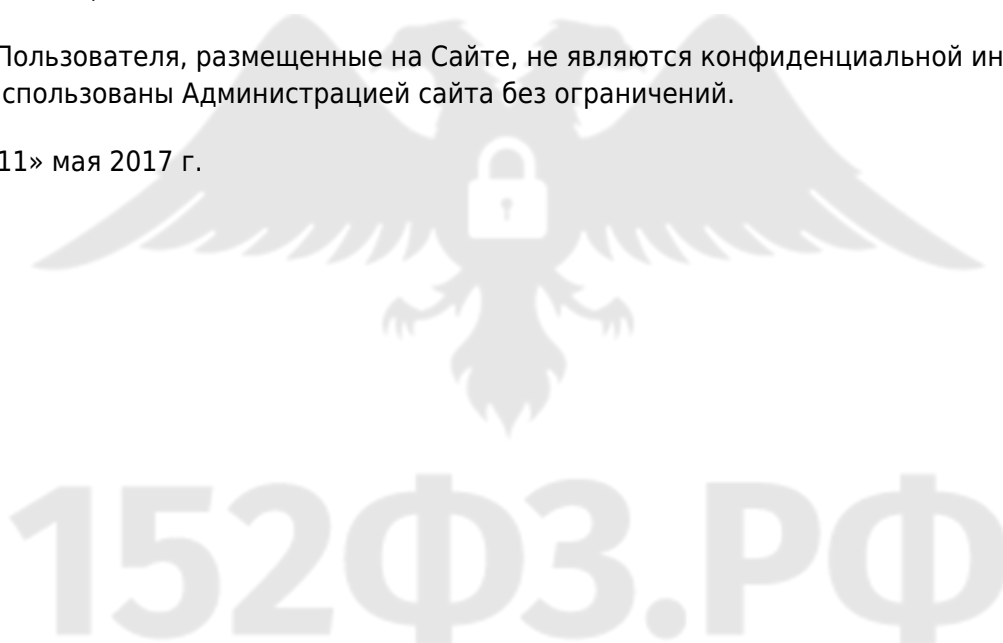 Пользователя, размещенные на Сайте, не являются конфиденциальной ин
спользованы Администрацией сайта без ограничений.
11» мая 2017 г.
152ФЗ.РФ